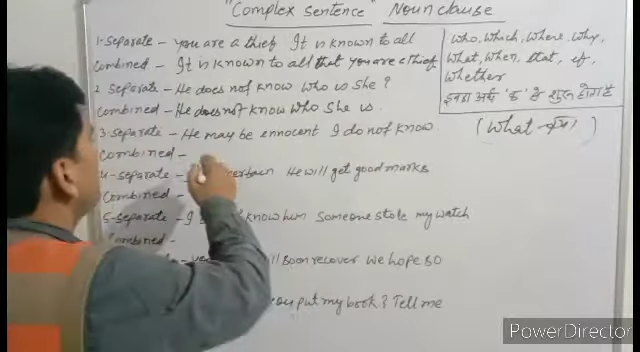 "Complex Sentence" Noun clause
1. Separate - You are a thief It is known to all
Combined - It is known to all that you are a thief
2 Separate - He does not know who is she?
Combined - He does not know who she is.
3. Separate - He may be ennocent I do not know
Combined -
4 - Separate - certain He will get good marks
Combined -
5 - Separate - I know him Someone stole my watch
Combined -
ll soon recover We hope so
you put my book? Tell me
Who, Which, Where, Why,
What, When, that, if,
Whether
इनका अर्थ 'क' से शुरू होता है
(What - क्या)
PowerDirector